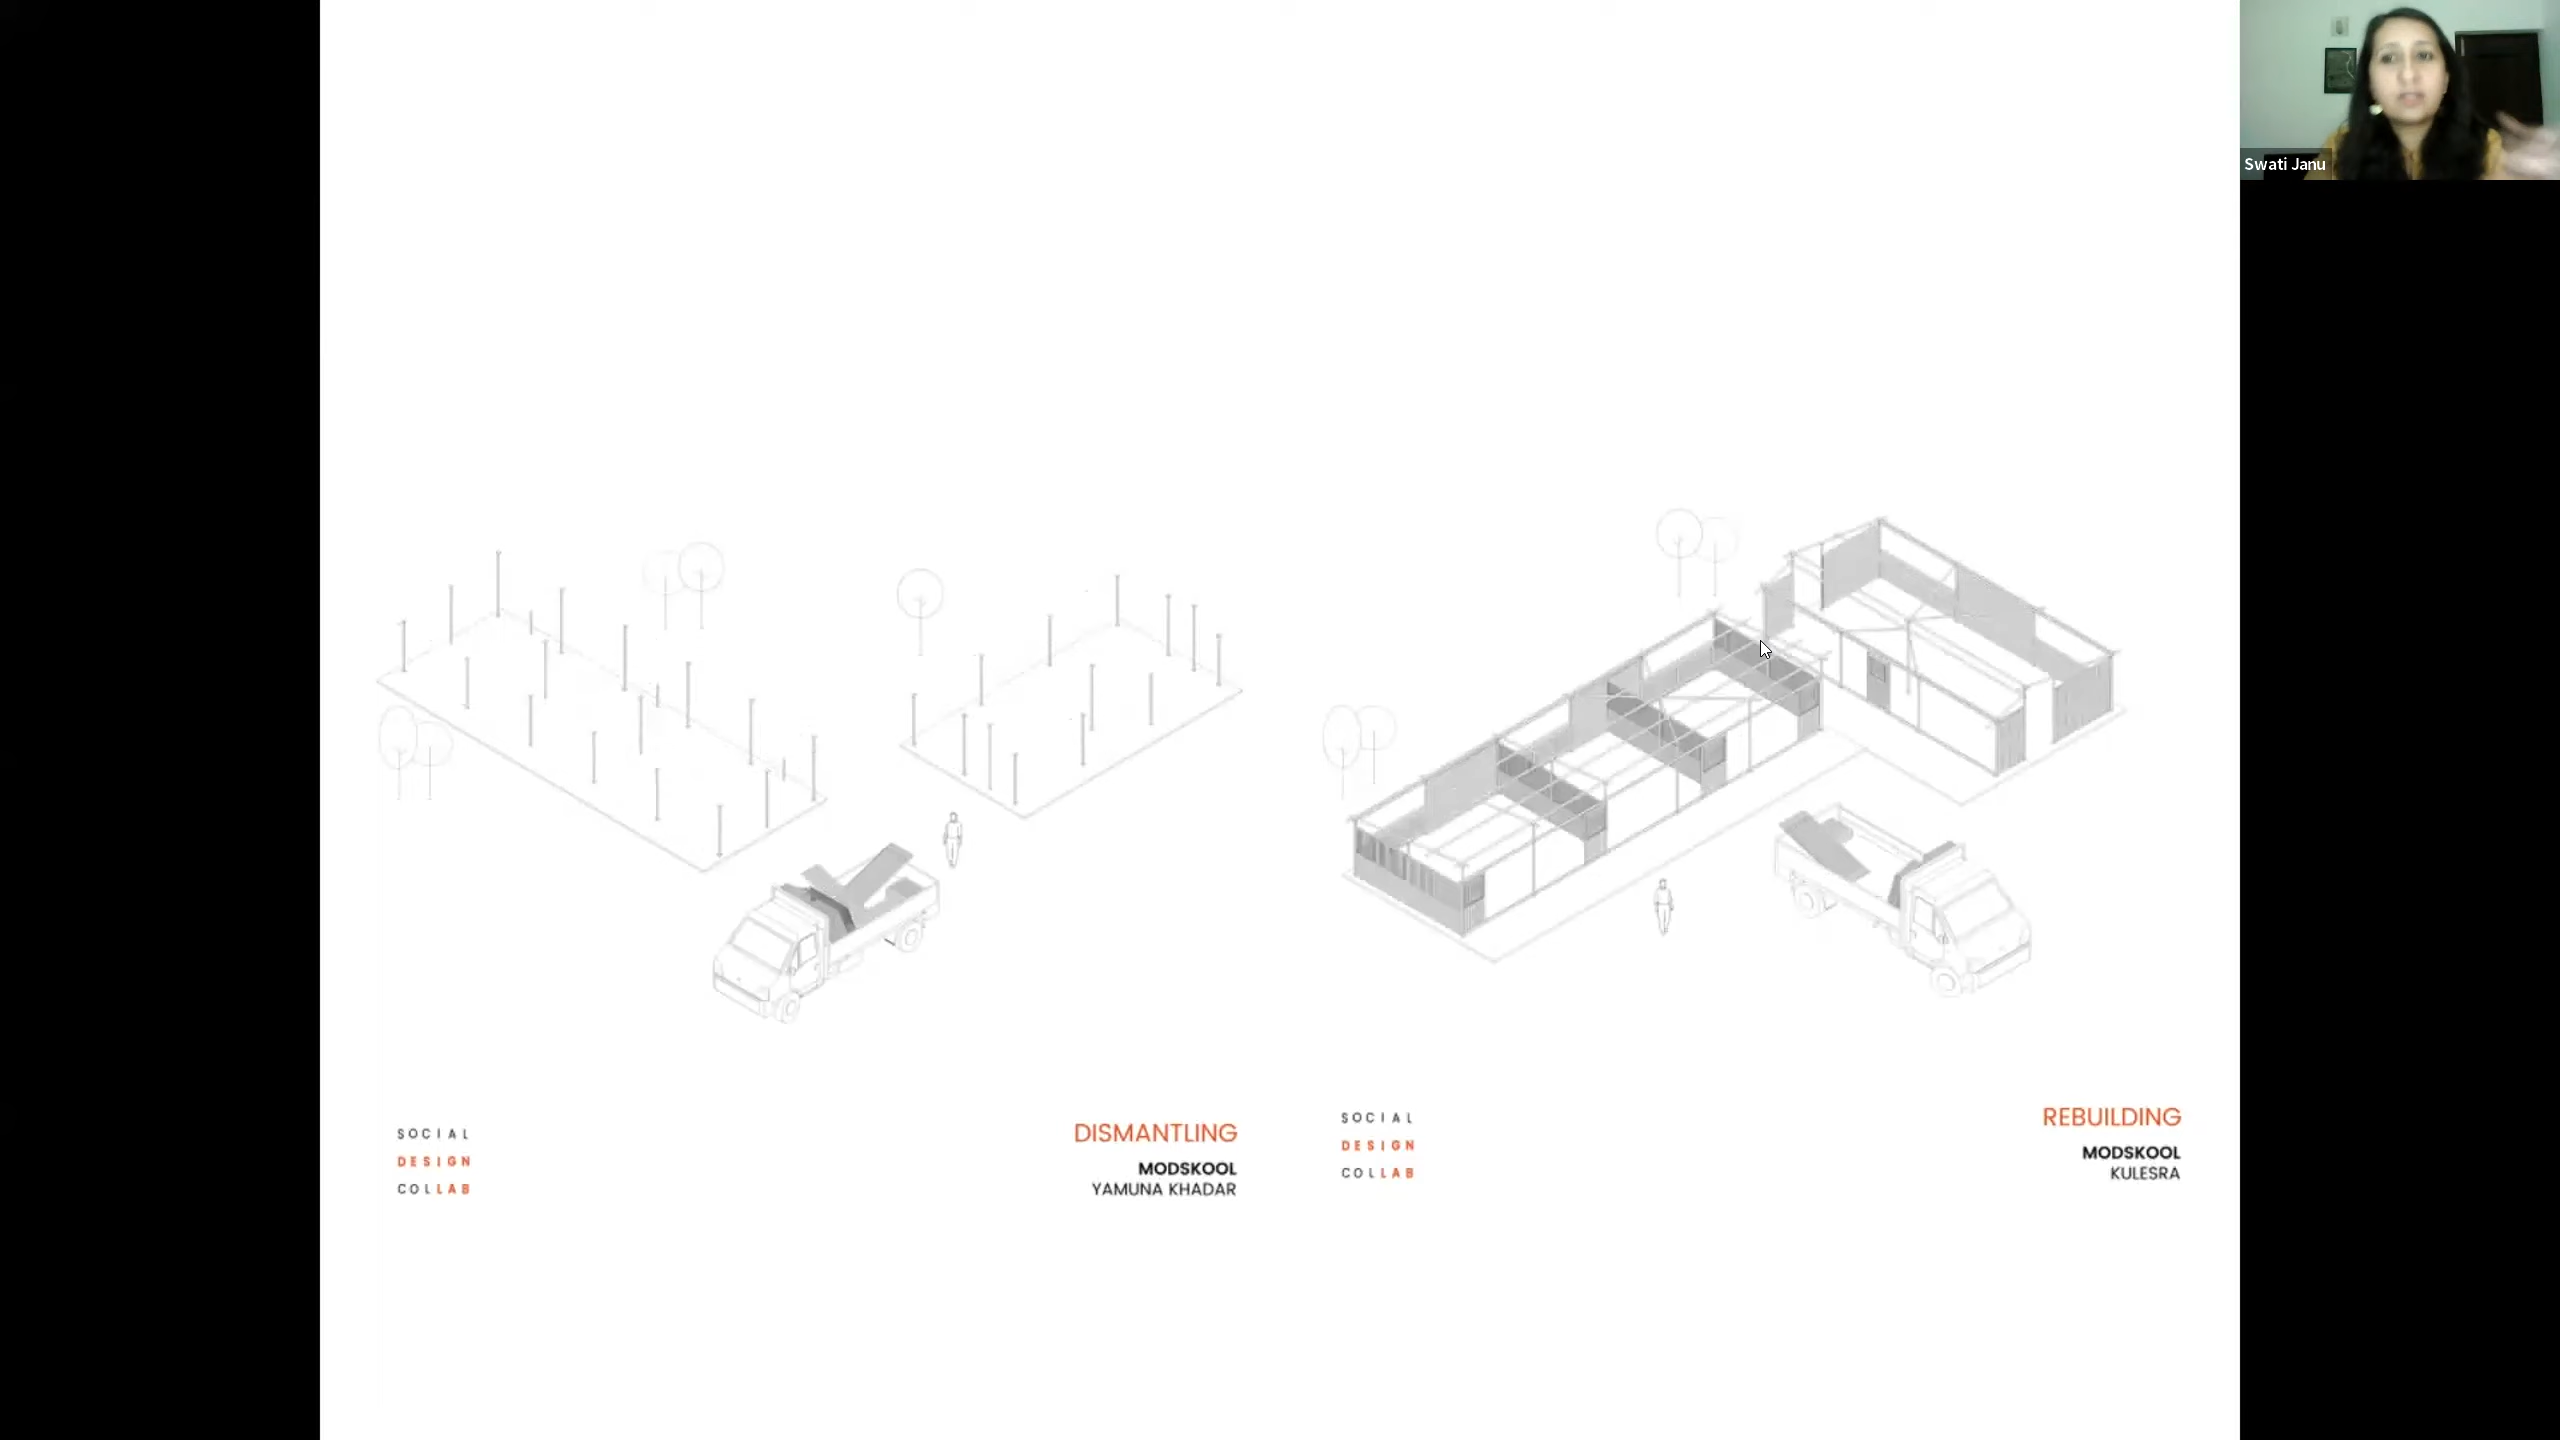 Swati Janu
SOCIAL
DESIGN
COLLAB
DISMANTLING
MODSKOOL
YAMUNA KHADAR
SOCIAL
DESIGN
COLLAB
REBUILDING
MODSKOOL
KULESRA